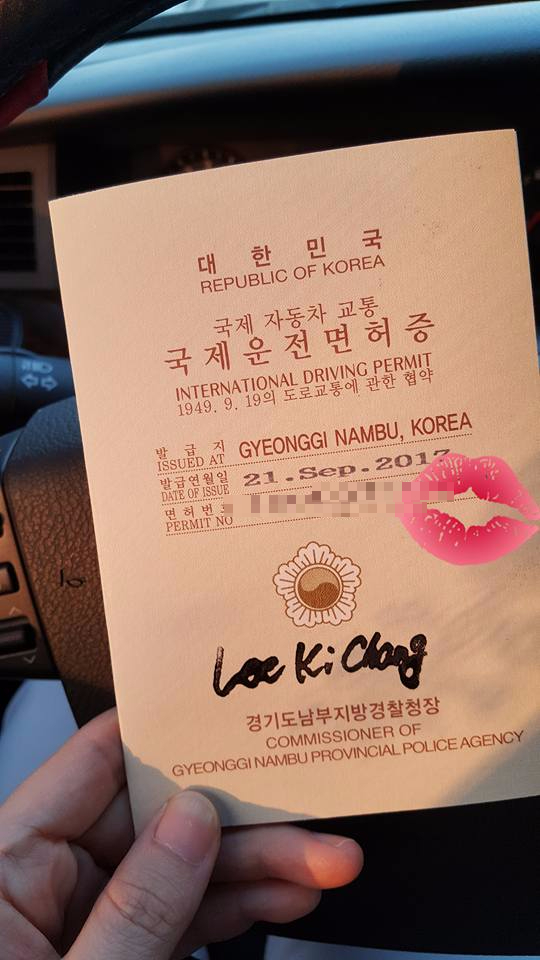 대한민국
REPUBLIC OF KOREA
국제 자동차 교통
국제운전면허증
INTERNATIONAL DRIVING PERMIT
1949. 9. 19의 도로교통에 관한 협약
발급지
ISSUED AT GYEONGGI NAMBU, KOREA
발급연월일
DATE OF ISSUE 21.Sep.2017
면허번호
PERMIT NO
Lee Ki Chang
경기도남부지방경찰청장
COMMISSIONER OF
GYEONGGI NAMBU PROVINCIAL POLICE AGENCY